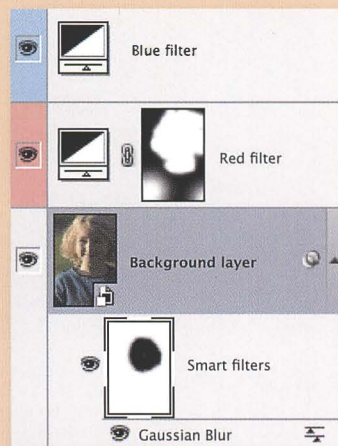 Blue filter
Red filter
Background layer
Smart filters
Gaussian Blur